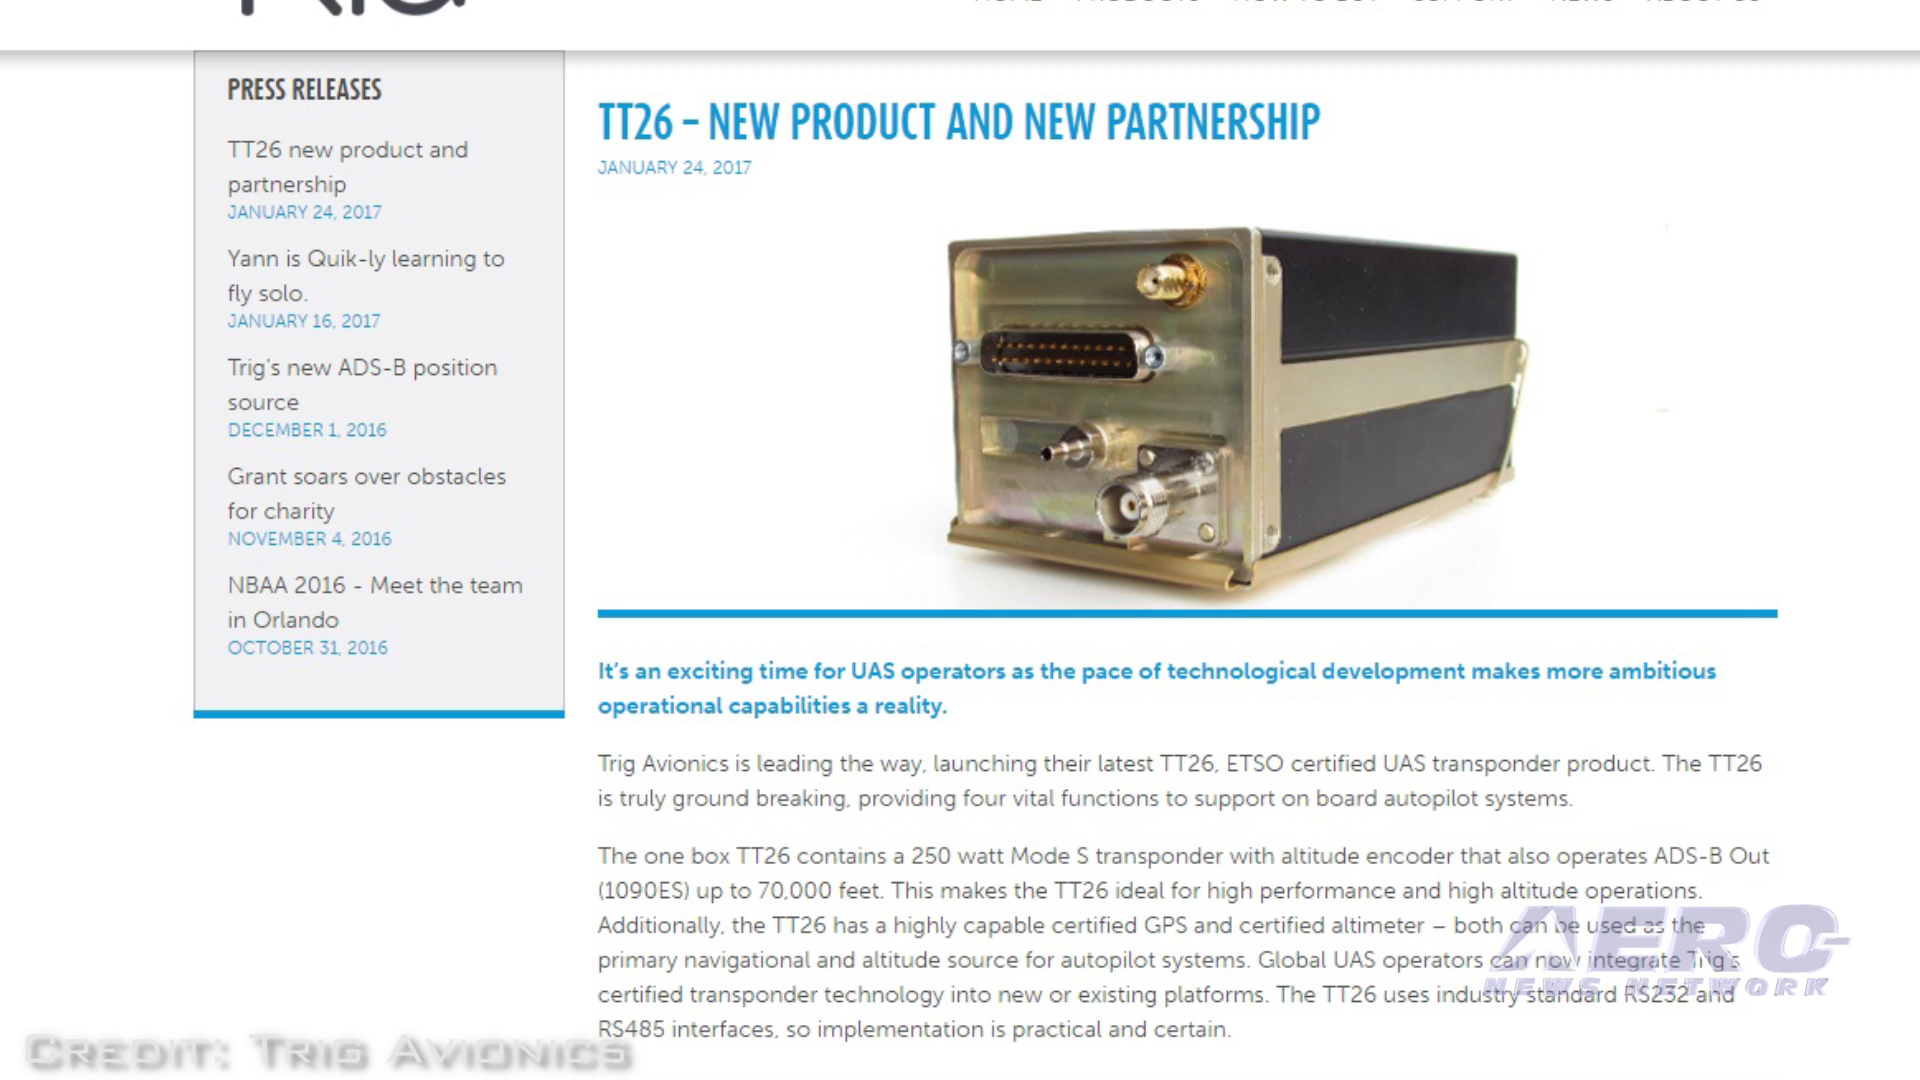 PRESS RELEASES
TT26 new product and
partnership
JANUARY 24, 2017
Yann is Quik-ly learning to
fly solo.
JANUARY 16, 2017
Trig's new ADS-B position
source
DECEMBER 1, 2016
Grant soars over obstacles
for charity
NOVEMBER 4, 2016
NBAA 2016 - Meet the team
in Orlando
OCTOBER 31, 2016
TT26 – NEW PRODUCT AND NEW PARTNERSHIP
JANUARY 24, 2017
It's an exciting time for UAS operators as the pace of technological development makes more ambitious
operational capabilities a reality.
Trig Avionics is leading the way, launching their latest TT26, ETSO certified UAS transponder product. The TT26
is truly ground breaking, providing four vital functions to support on board autopilot systems.
The one box TT26 contains a 250 watt Mode S transponder with altitude encoder that also operates ADS-B Out
(1090ES) up to 70,000 feet. This makes the TT26 ideal for high performance and high altitude operations.
Additionally, the TT26 has a highly capable certified GPS and certified altimeter – both can be used as the
primary navigational and altitude source for autopilot systems. Global UAS operators can now integrate Trig's
certified transponder technology into new or existing platforms. The TT26 uses industry standard RS232 and
RS485 interfaces, so implementation is practical and certain.
AERO-
NEWS NETWORK
CREDIT: TRIG AVIONICS